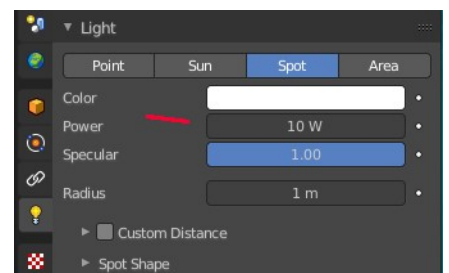 Light
Point Sun Spot Area
Color
Power 10 W
Specular 1.00
Radius 1 m
Custom Distance
Spot Shape